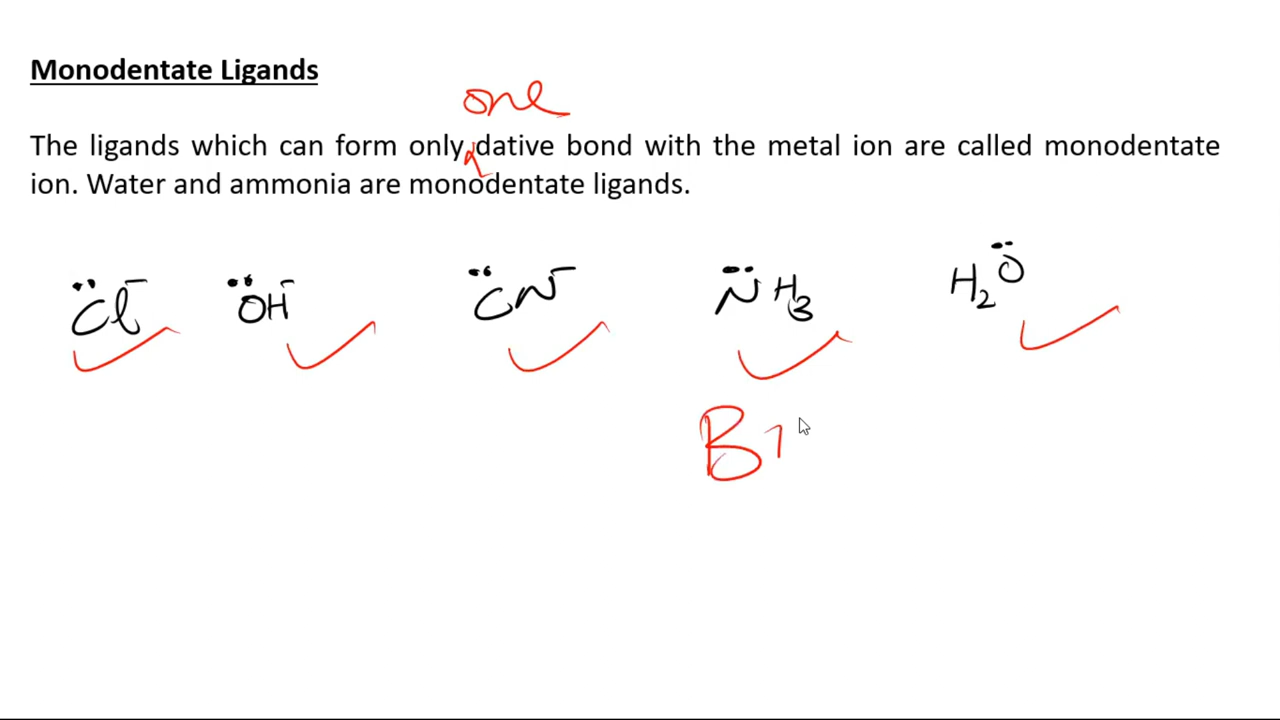 Monodentate Ligands
one
The ligands which can form only dative bond with the metal ion are called monodentate
ion. Water and ammonia are monodentate ligands.
Cl⁻ OH⁻ CN⁻ NH₃ H₂O
B